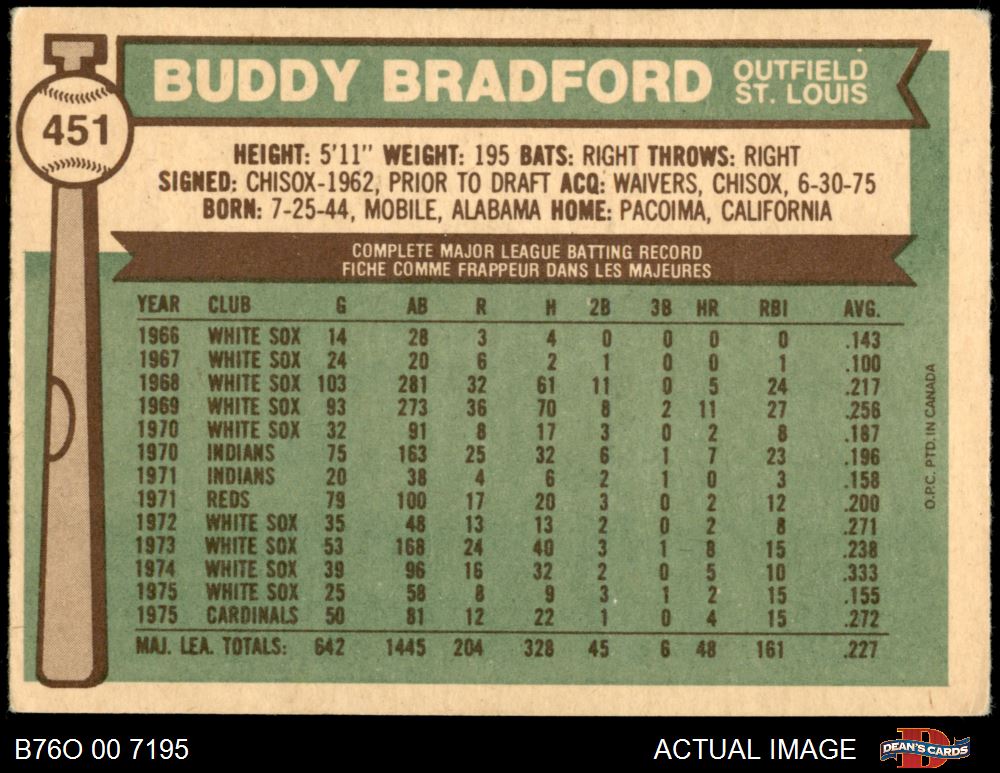 451
BUDDY BRADFORD
OUTFIELD
ST. LOUIS
HEIGHT: 5'11" WEIGHT: 195 BATS: RIGHT THROWS: RIGHT
SIGNED: CHISOX-1962, PRIOR TO DRAFT ACQ: WAIVERS, CHISOX, 6-30-75
BORN: 7-25-44, MOBILE, ALABAMA HOME: PACOIMA, CALIFORNIA
COMPLETE MAJOR LEAGUE BATTING RECORD
FICHE COMME FRAPPEUR DANS LES MAJEURES
YEAR CLUB G AB R H 2B 3B HR RBI AVG.
1966 WHITE SOX 14 28 3 4 0 0 0 0 .143
1967 WHITE SOX 24 20 6 2 1 0 0 1 .100
1968 WHITE SOX 103 281 32 61 11 0 5 24 .217
1969 WHITE SOX 93 273 36 70 8 2 11 27 .256
1970 WHITE SOX 32 91 8 17 3 0 2 8 .187
1970 INDIANS 75 163 25 32 6 1 7 23 .196
1971 INDIANS 20 38 4 6 2 1 0 3 .158
1971 REDS 79 100 17 20 3 0 2 12 .200
1972 WHITE SOX 35 48 13 13 2 0 2 8 .271
1973 WHITE SOX 53 168 24 40 3 1 8 15 .238
1974 WHITE SOX 39 96 16 32 2 0 5 10 .333
1975 WHITE SOX 25 58 8 9 3 1 2 15 .155
1975 CARDINALS 50 81 12 22 1 0 4 15 .272
MAJ. LEA. TOTALS: 642 1445 204 328 45 6 48 161 .227
O.P.C. PTD. IN CANADA
B76O 00 7195
ACTUAL IMAGE
DEAN'S CARDS